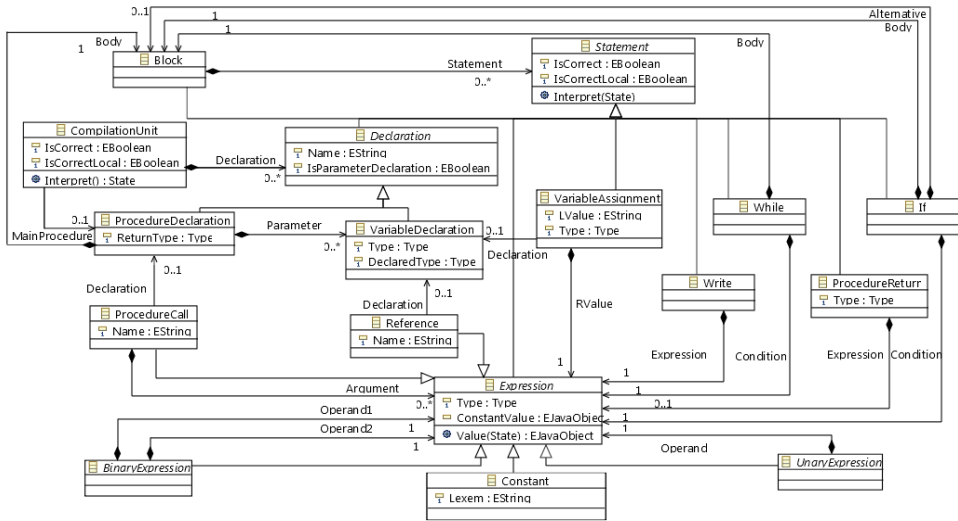 0..1
1
Alternative
1
Body
Body
1
Body
Block
Statement
0..*
Statement
IsCorrect : EBoolean
IsCorrectLocal : EBoolean
Interpret(State)
CompilationUnit
IsCorrect : EBoolean
IsCorrectLocal : EBoolean
Interpret() : State
Declaration
0..*
Declaration
Name : EString
IsParameterDeclaration : EBoolean
0..1
MainProcedure
ProcedureDeclaration
ReturnType : Type
Parameter
0..*
VariableDeclaration
Type : Type
DeclaredType : Type
0..1
Declaration
VariableAssignment
LValue : EString
Type : Type
While
If
0..1
Declaration
ProcedureCall
Name : EString
Declaration
0..1
Reference
Name : EString
RValue
1
Write
ProcedureReturn
Type : Type
Expression
1
Condition
1
Expression
0..1
Condition
1
Argument
0..*
Expression
Type : Type
ConstantValue : EJavaObject
Value(State) : EJavaObject
Operand1
1
Operand2
1
Operand
1
BinaryExpression
Constant
Lexem : EString
UnaryExpression